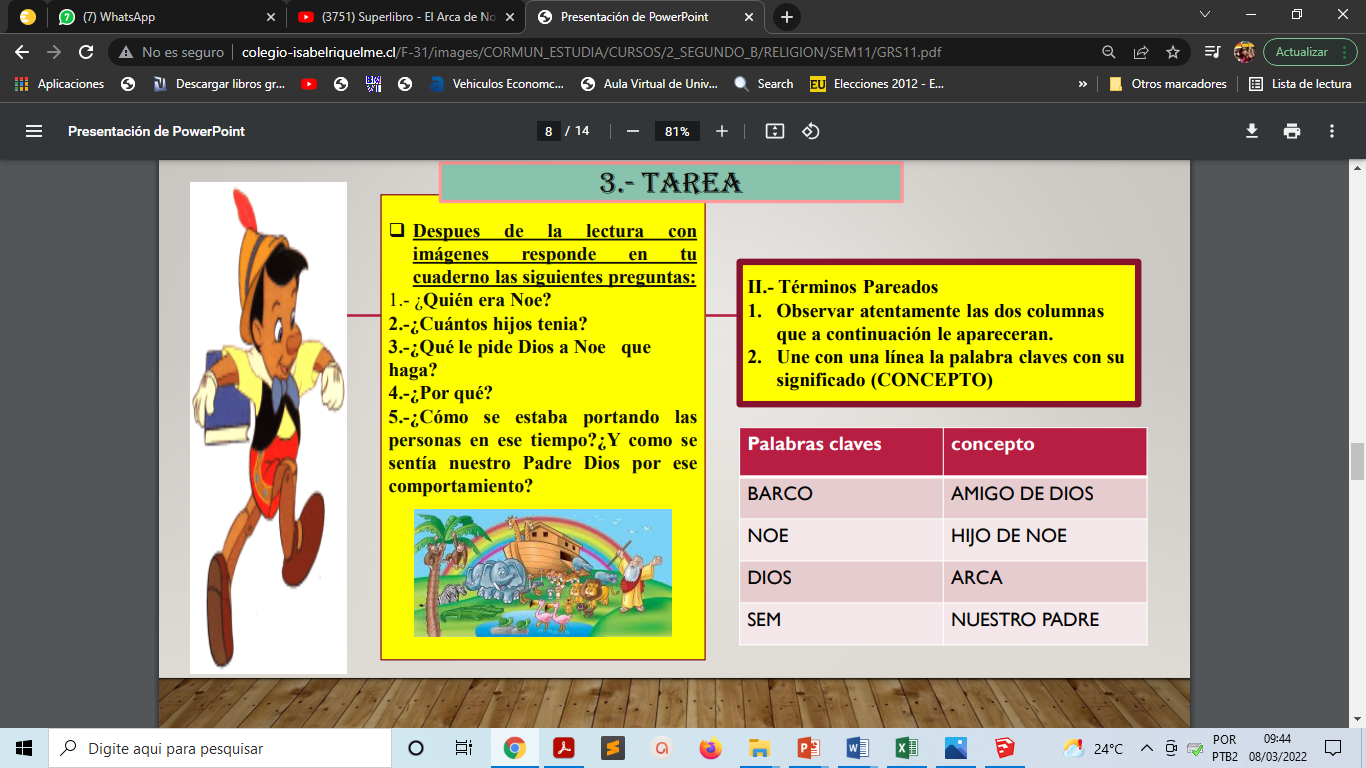 (7) WhatsApp
(3751) Superlibro - El Arca de No
Presentación de PowerPoint
No es seguro
colegio-isabelriquelme.cl/F-31/images/CORMUN_ESTUDIA/CURSOS/2_SEGUNDO_B/RELIGION/SEM11/GRS11.pdf
Actualizar
Aplicaciones
Descargar libros gr...
Vehiculos Economc...
Aula Virtual de Univ...
Search
EU
Elecciones 2012 - E...
»
Otros marcadores
Lista de lectura
Presentación de PowerPoint
8 / 14
81%
3.- TAREA
Despues de la lectura con
imágenes responde en tu
cuaderno las siguientes preguntas:
1.- ¿Quién era Noe?
2.-¿Cuántos hijos tenia?
3.-¿Qué le pide Dios a Noe que
haga?
4.-¿Por qué?
5.-¿Cómo se estaba portando las
personas en ese tiempo?¿Y como se
sentía nuestro Padre Dios por ese
comportamiento?
II.- Términos Pareados
1. Observar atentamente las dos columnas
que a continuación le apareceran.
2. Une con una línea la palabra claves con su
significado (CONCEPTO)
Palabras claves concepto
BARCO AMIGO DE DIOS
NOE HIJO DE NOE
DIOS ARCA
SEM NUESTRO PADRE
Digite aqui para pesquisar
24°C
POR
PTB2
09:44
08/03/2022